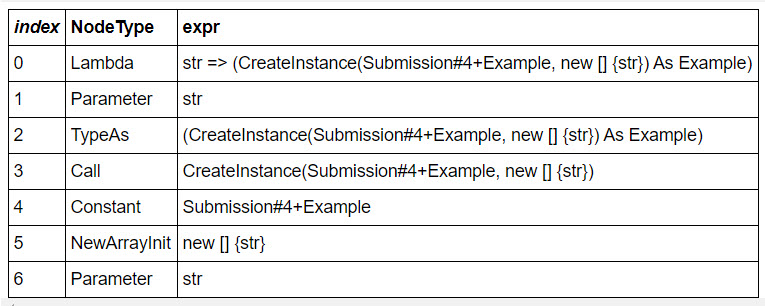 index NodeType expr
0 Lambda str => (CreateInstance(Submission#4+Example, new [] {str}) As Example)
1 Parameter str
2 TypeAs (CreateInstance(Submission#4+Example, new [] {str}) As Example)
3 Call CreateInstance(Submission#4+Example, new [] {str})
4 Constant Submission#4+Example
5 NewArrayInit new [] {str}
6 Parameter str